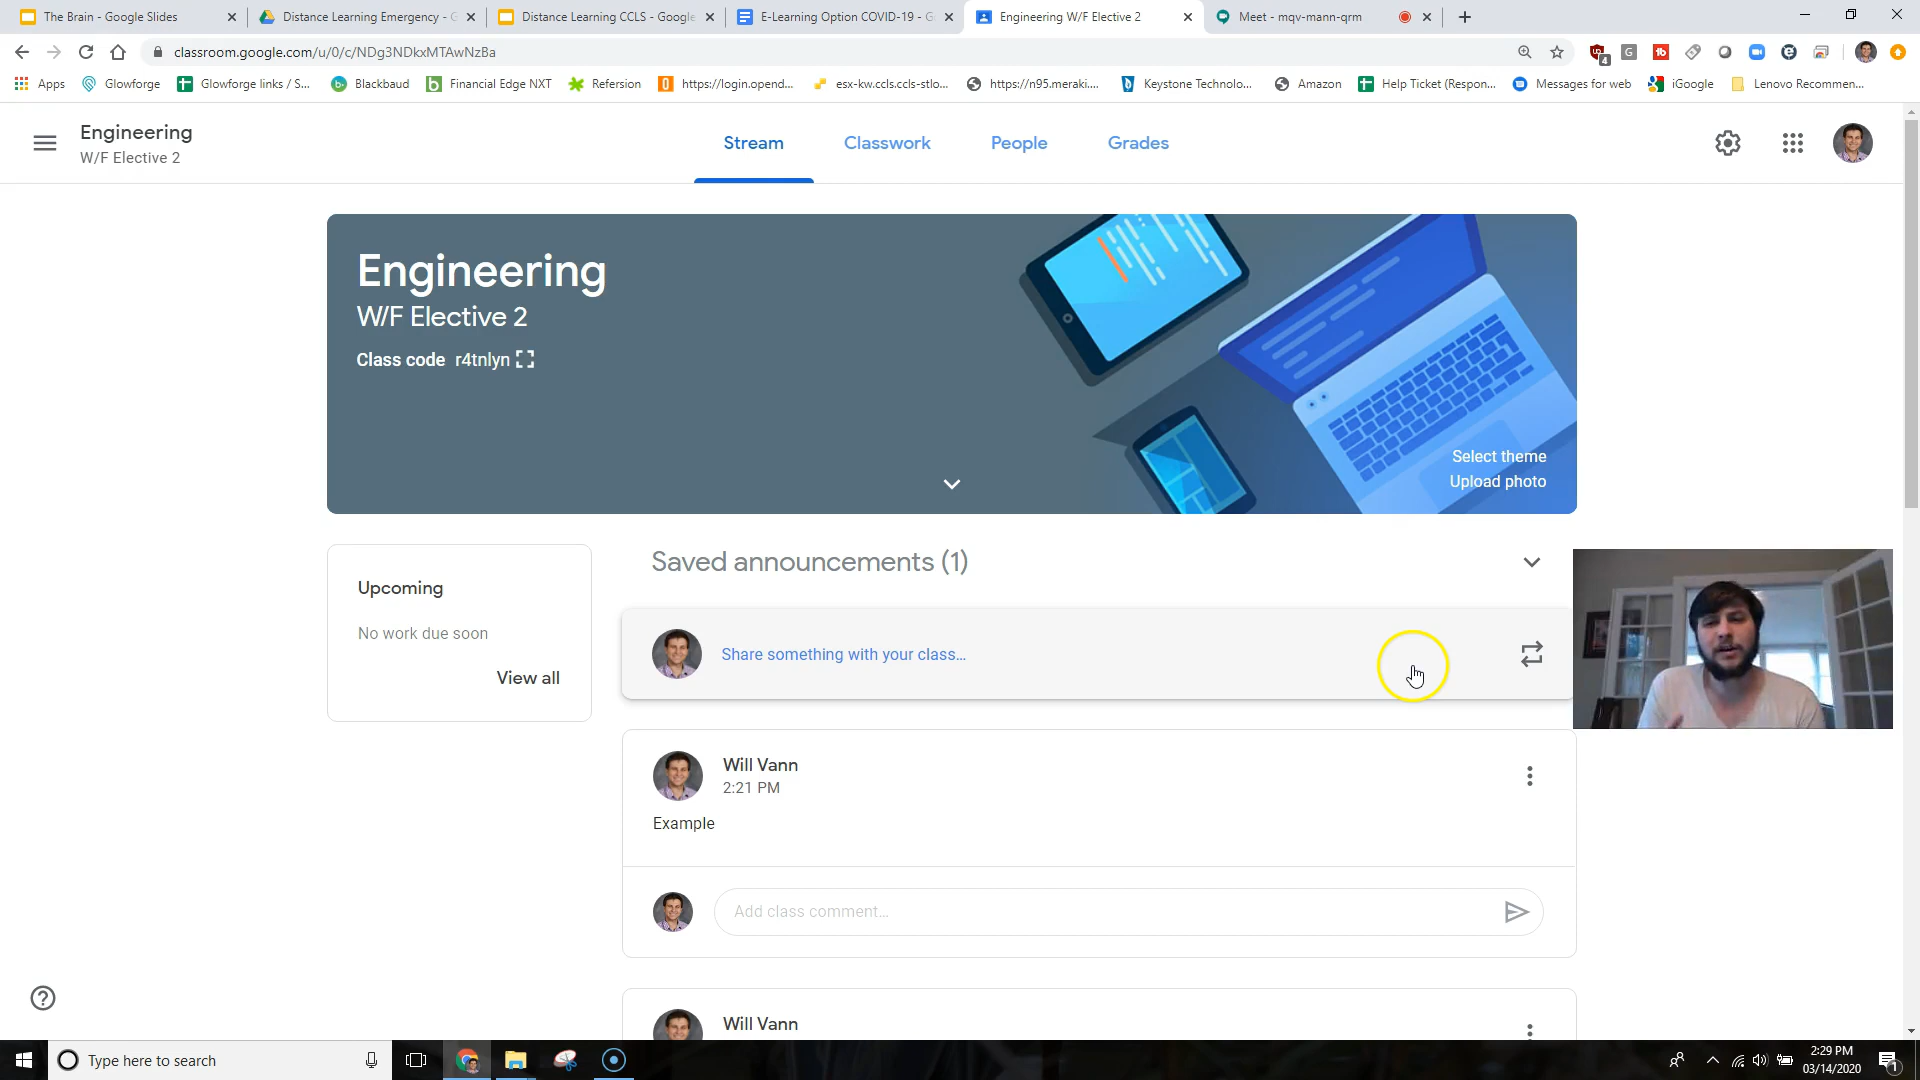 The Brain - Google Slides
Distance Learning Emergency - G
Distance Learning CCLS - Google
E-Learning Option COVID-19 - G
Engineering W/F Elective 2
Meet - mqv-mann-qrm
classroom.google.com/u/0/c/NDg3NDkxMTAwNzBa
4
Apps
Glowforge
Glowforge links / S...
Blackbaud
Financial Edge NXT
Refersion
https://login.opend...
esx-kw.ccls.ccls-stlo...
https://n95.meraki....
Keystone Technolo...
Amazon
Help Ticket (Respon...
Messages for web
iGoogle
Lenovo Recommen...
Engineering
W/F Elective 2
Stream
Classwork
People
Grades
Engineering
W/F Elective 2
Class code r4tnlyn
Select theme
Upload photo
Upcoming
No work due soon
View all
Saved announcements (1)
Share something with your class...
Will Vann
2:21 PM
Example
Add class comment...
Will Vann
Type here to search
2:29 PM
03/14/2020
1